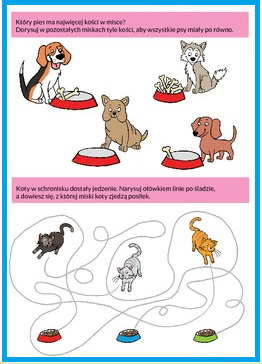 Który pies ma najwięcej kości w misce?
Dorysuj w pozostałych miskach tyle kości, aby wszystkie psy miały po równo.
Koty w schronisku dostały jedzenie. Narysuj ołówkiem linie po śladzie,
a dowiesz się, z której miski koty zjedzą posiłek.